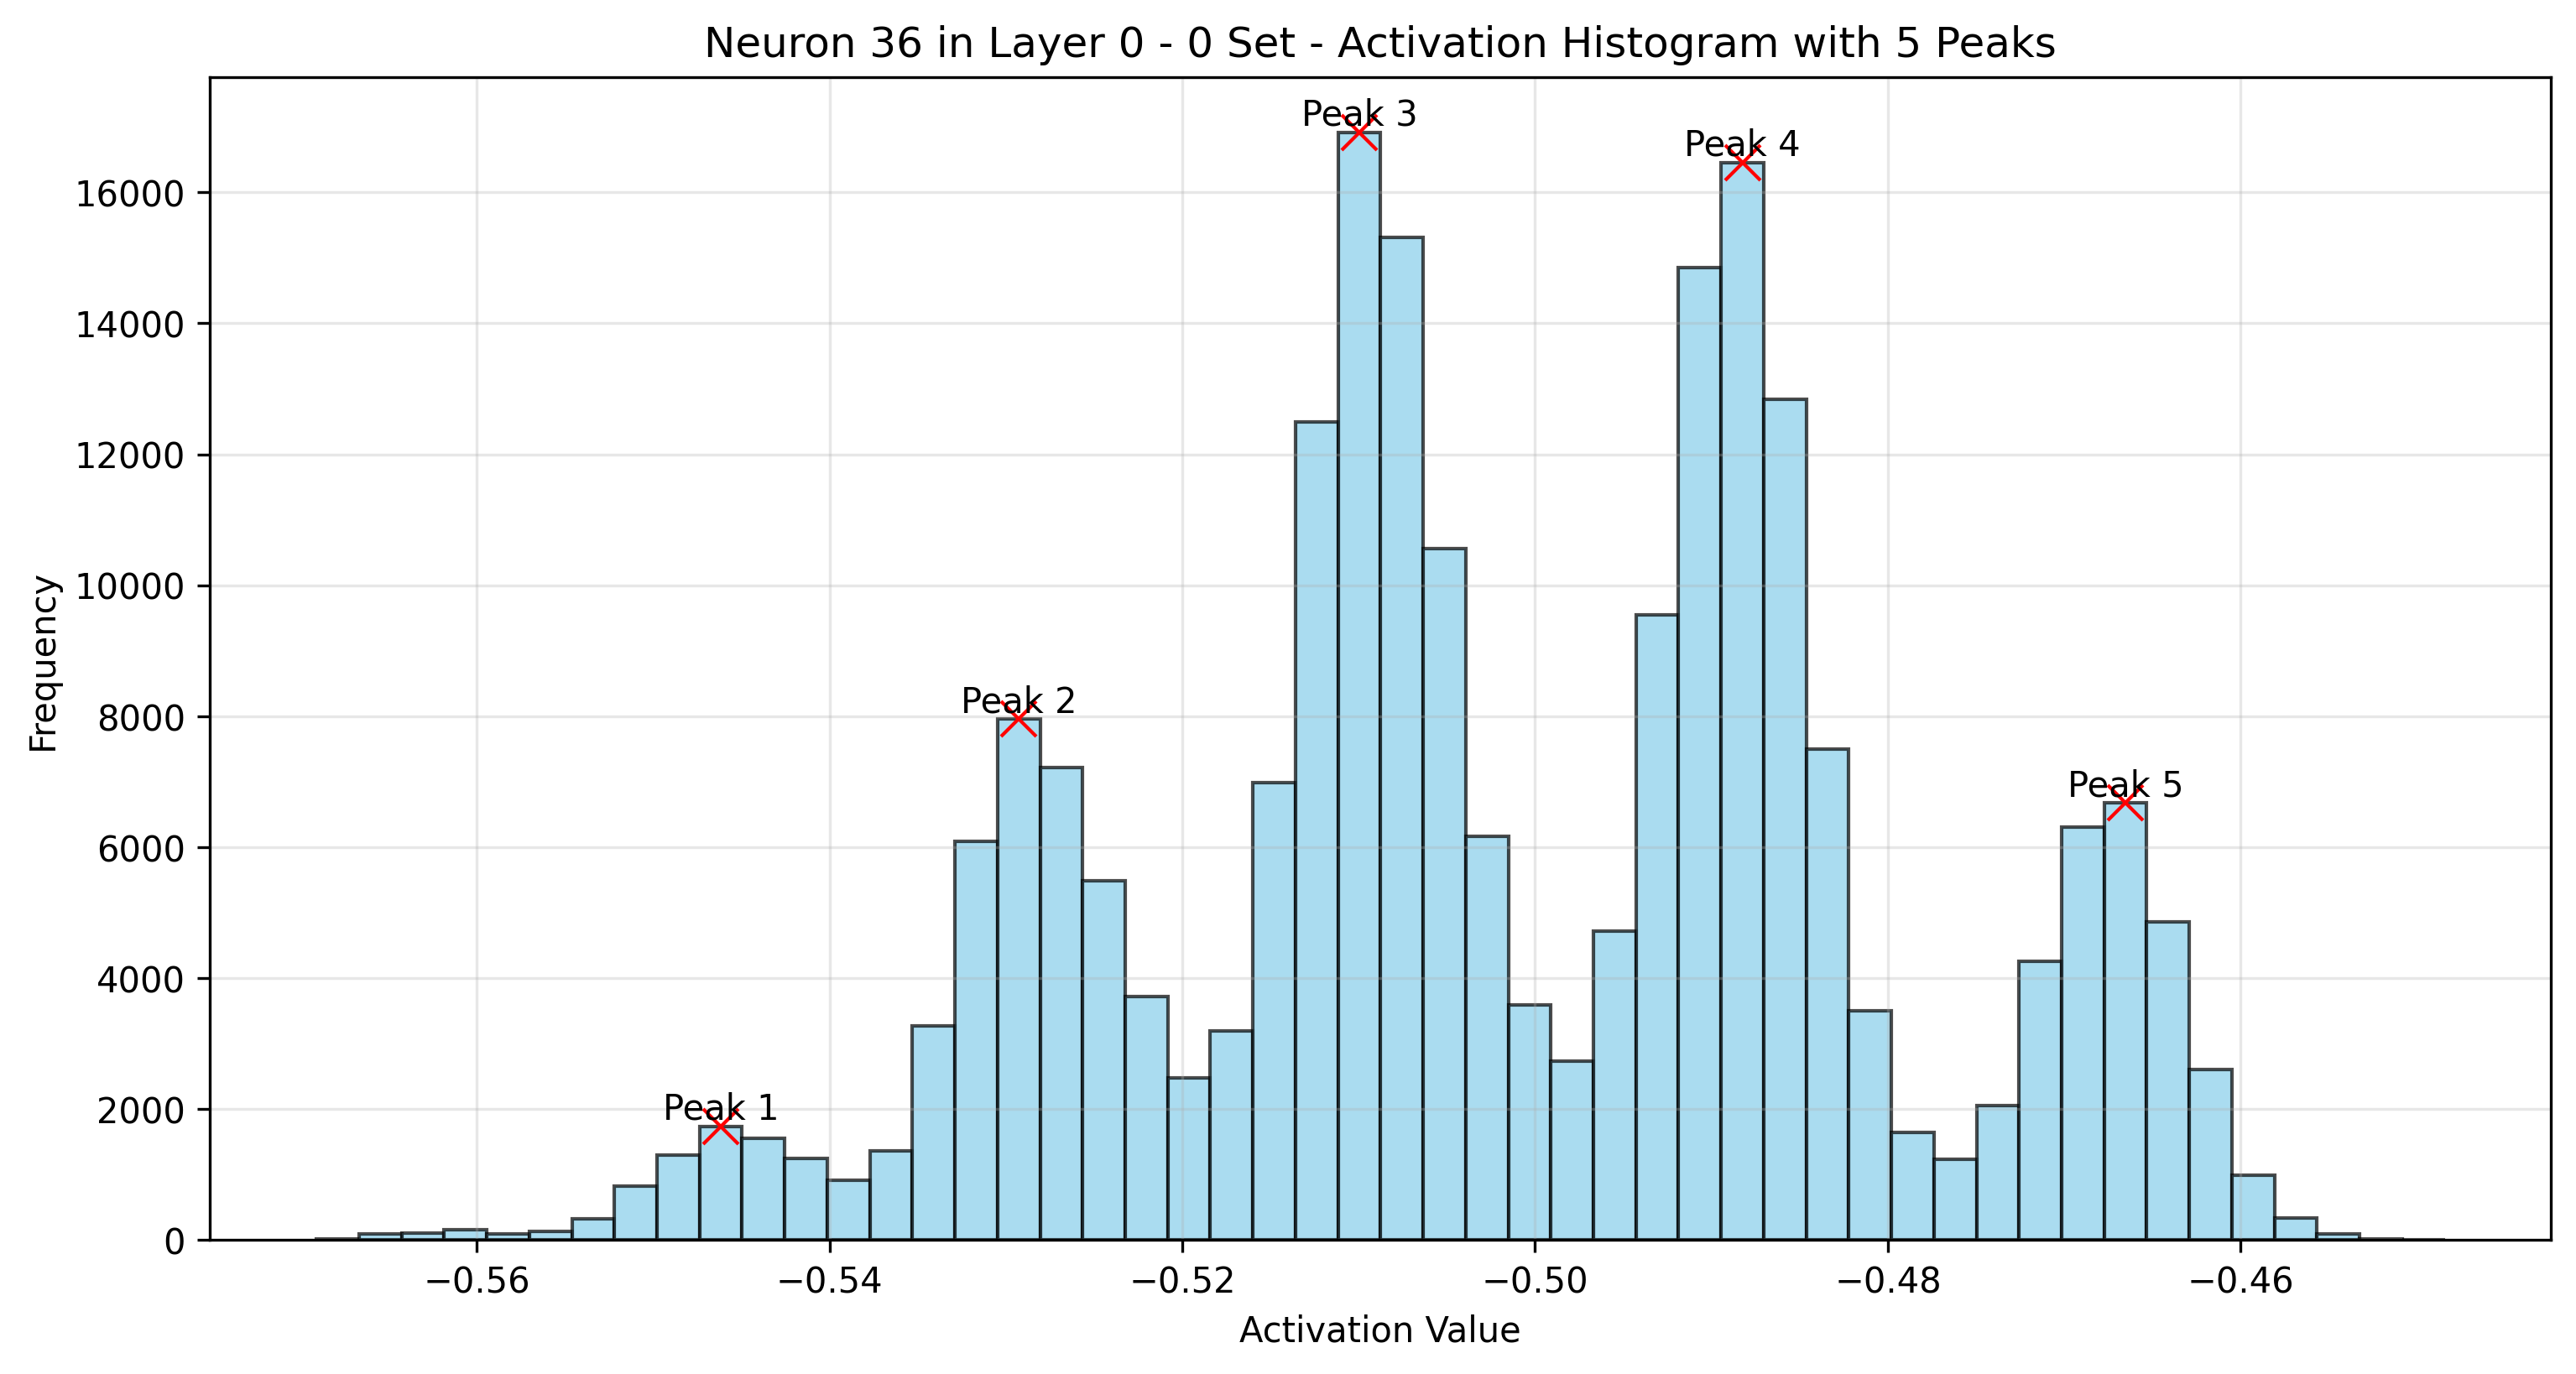 Neuron 36 in Layer 0 - 0 Set - Activation Histogram with 5 Peaks
Peak 3
Peak 4
Peak 2
Peak 5
Peak 1
16000
14000
12000
10000
8000
6000
4000
2000
0
Frequency
−0.56 −0.54 −0.52 −0.50 −0.48 −0.46
Activation Value